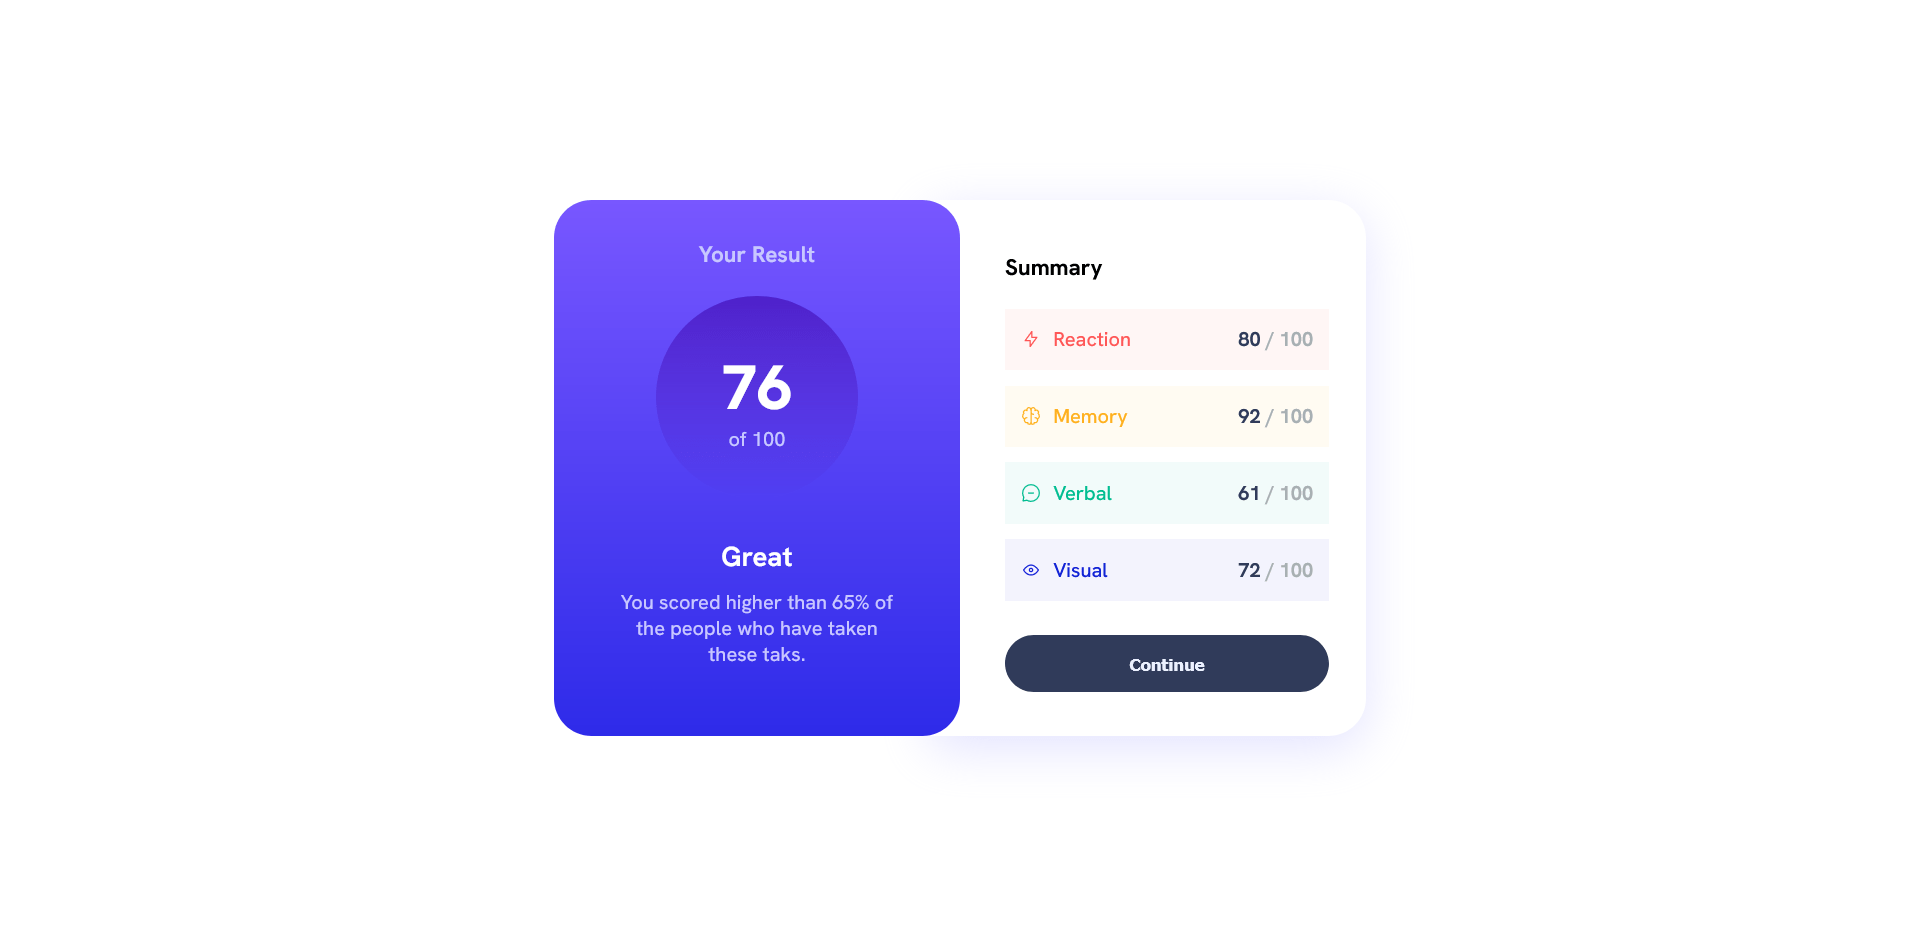 Your Result
76
of 100
Great
You scored higher than 65% of
the people who have taken
these taks.
Summary
Reaction 80 / 100
Memory 92 / 100
Verbal 61 / 100
Visual 72 / 100
Continue